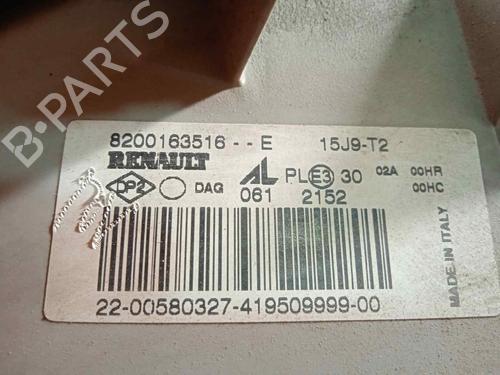 B-PARTS
8200163516 -- E 15J9-T2
RENAULT
DP2 DAG AL PL E3 30 02A 00HR
061 2152 00HC
MADE IN ITALY
22-00580327-419509999-00